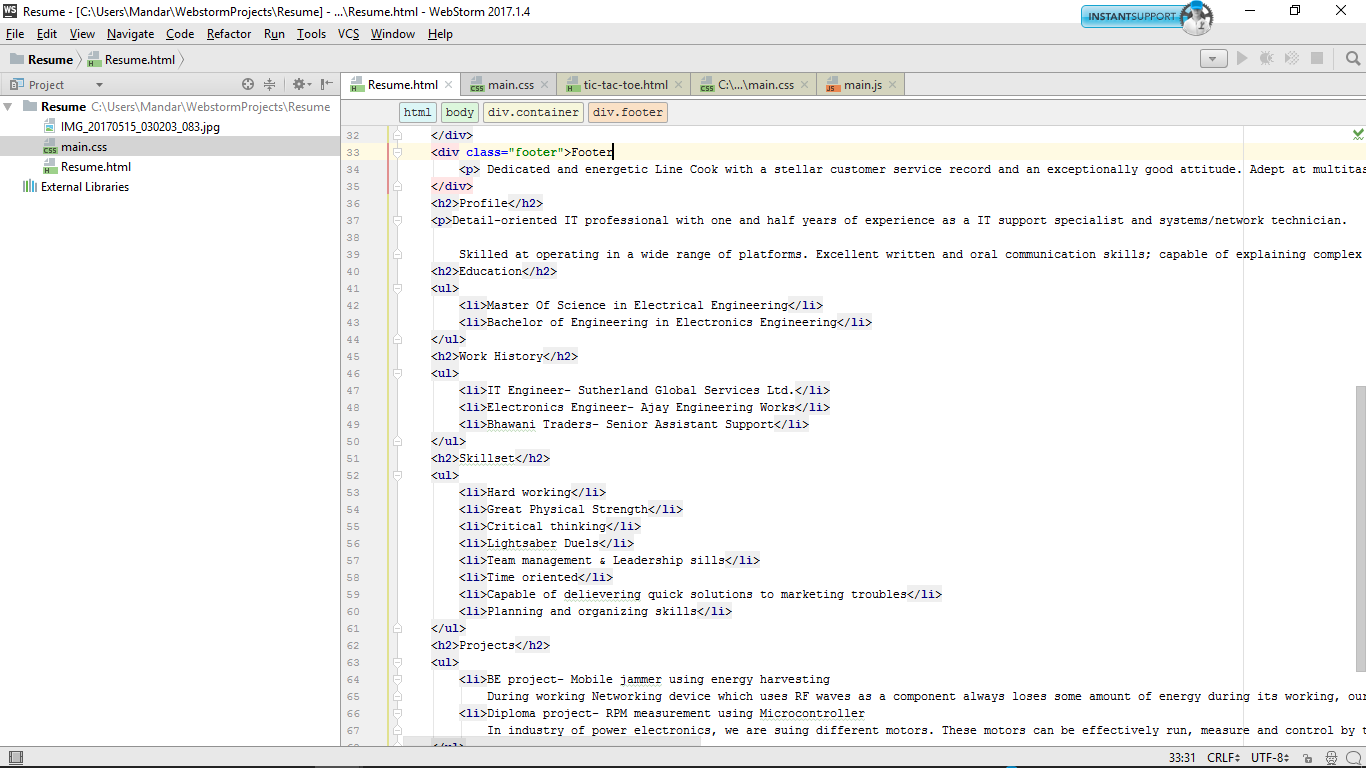 WS Resume - [C:\Users\Mandar\WebstormProjects\Resume] - ...\Resume.html - WebStorm 2017.1.4
INSTANTSUPPORT
File Edit View Navigate Code Refactor Run Tools VCS Window Help
Resume Resume.html
Project
Resume.html main.css tic-tac-toe.html C:\...\main.css main.js
Resume C:\Users\Mandar\WebstormProjects\Resume
IMG_20170515_030203_083.jpg
main.css
Resume.html
External Libraries
html body div.container div.footer
32 </div>
33 <div class="footer">Footer
34 <p> Dedicated and energetic Line Cook with a stellar customer service record and an exceptionally good attitude. Adept at multitas
35 </div>
36 <h2>Profile</h2>
37 <p>Detail-oriented IT professional with one and half years of experience as a IT support specialist and systems/network technician.
38
39 Skilled at operating in a wide range of platforms. Excellent written and oral communication skills; capable of explaining complex
40 <h2>Education</h2>
41 <ul>
42 <li>Master Of Science in Electrical Engineering</li>
43 <li>Bachelor of Engineering in Electronics Engineering</li>
44 </ul>
45 <h2>Work History</h2>
46 <ul>
47 <li>IT Engineer- Sutherland Global Services Ltd.</li>
48 <li>Electronics Engineer- Ajay Engineering Works</li>
49 <li>Bhawani Traders- Senior Assistant Support</li>
50 </ul>
51 <h2>Skillset</h2>
52 <ul>
53 <li>Hard working</li>
54 <li>Great Physical Strength</li>
55 <li>Critical thinking</li>
56 <li>Lightsaber Duels</li>
57 <li>Team management & Leadership sills</li>
58 <li>Time oriented</li>
59 <li>Capable of delievering quick solutions to marketing troubles</li>
60 <li>Planning and organizing skills</li>
61 </ul>
62 <h2>Projects</h2>
63 <ul>
64 <li>BE project- Mobile jammer using energy harvesting
65 During working Networking device which uses RF waves as a component always loses some amount of energy during its working, our
66 <li>Diploma project- RPM measurement using Microcontroller
67 In industry of power electronics, we are suing different motors. These motors can be effectively run, measure and control by t
33:31 CRLF UTF-8